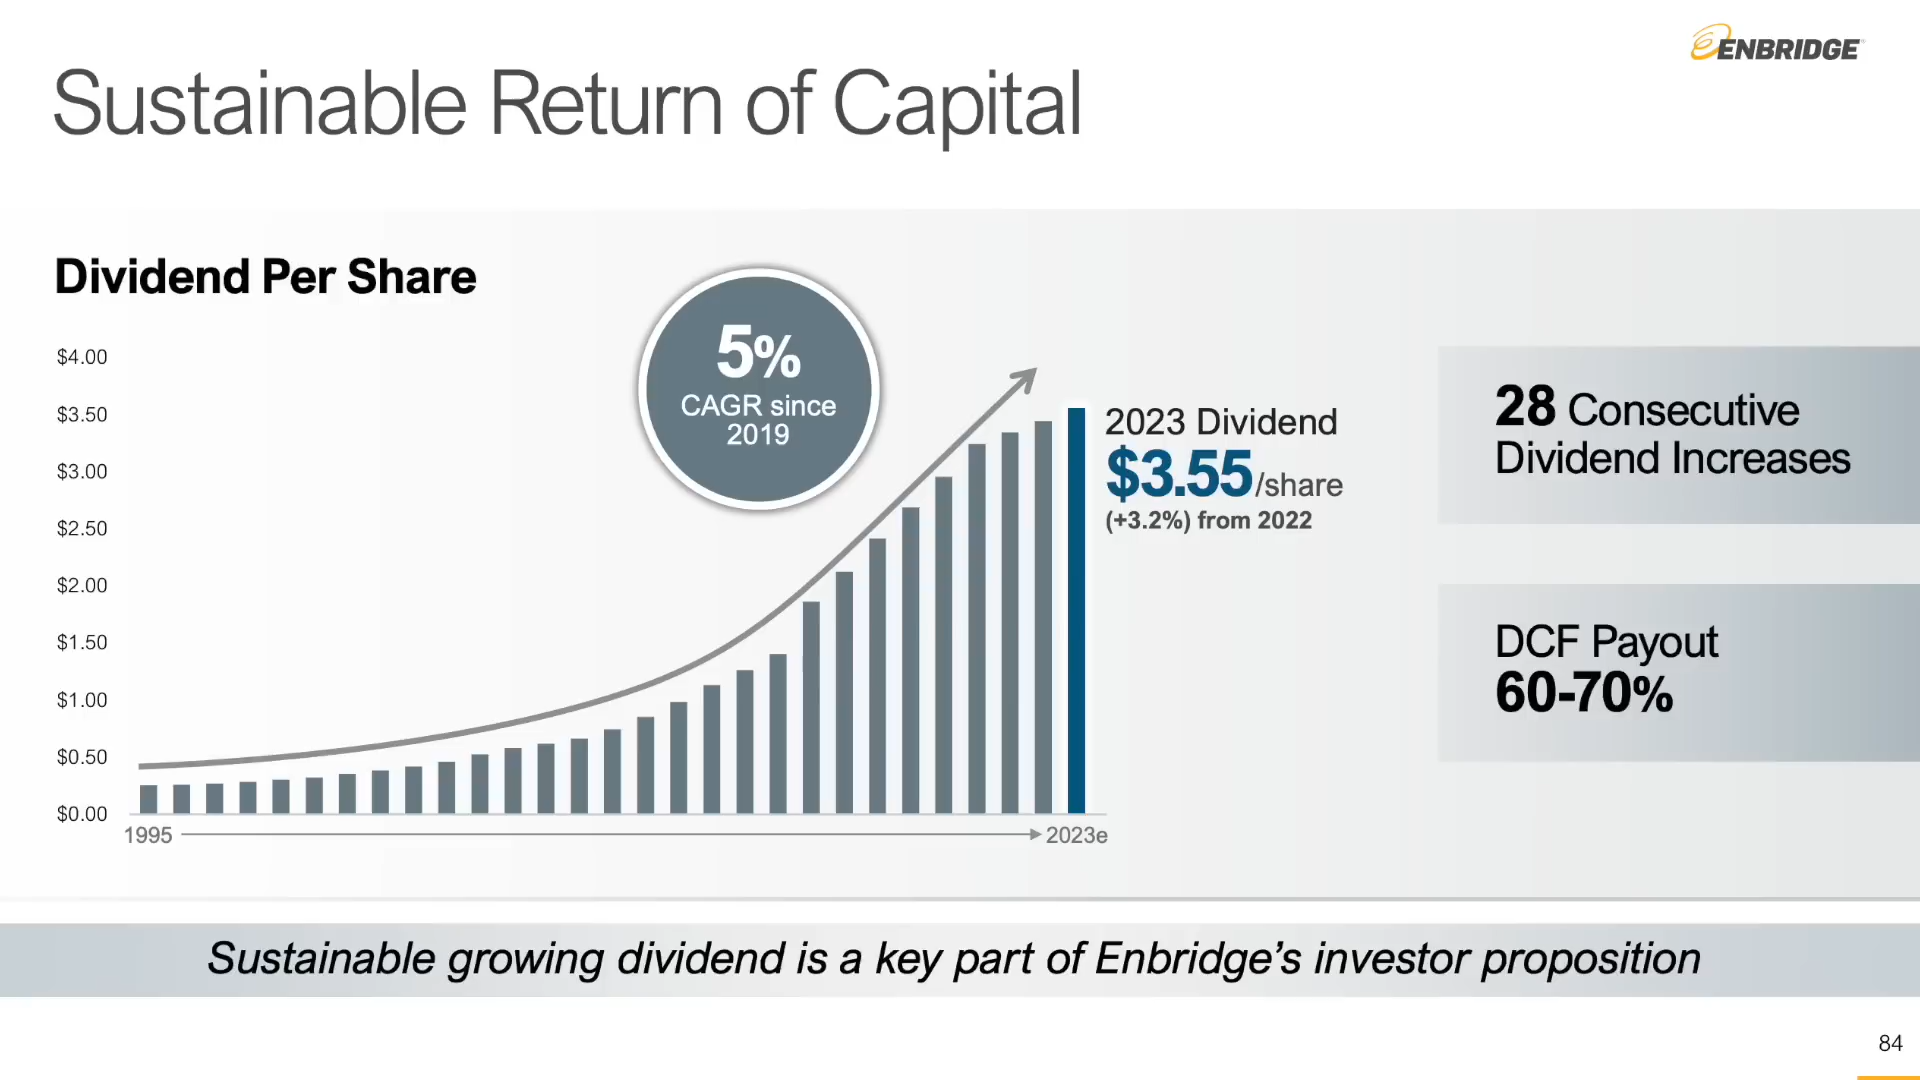 ENBRIDGE
Sustainable Return of Capital
Dividend Per Share
$4.00
$3.50
$3.00
$2.50
$2.00
$1.50
$1.00
$0.50
$0.00
1995
2023e
5%
CAGR since
2019
2023 Dividend
$3.55/share
(+3.2%) from 2022
28 Consecutive
Dividend Increases
DCF Payout
60-70%
Sustainable growing dividend is a key part of Enbridge’s investor proposition
84